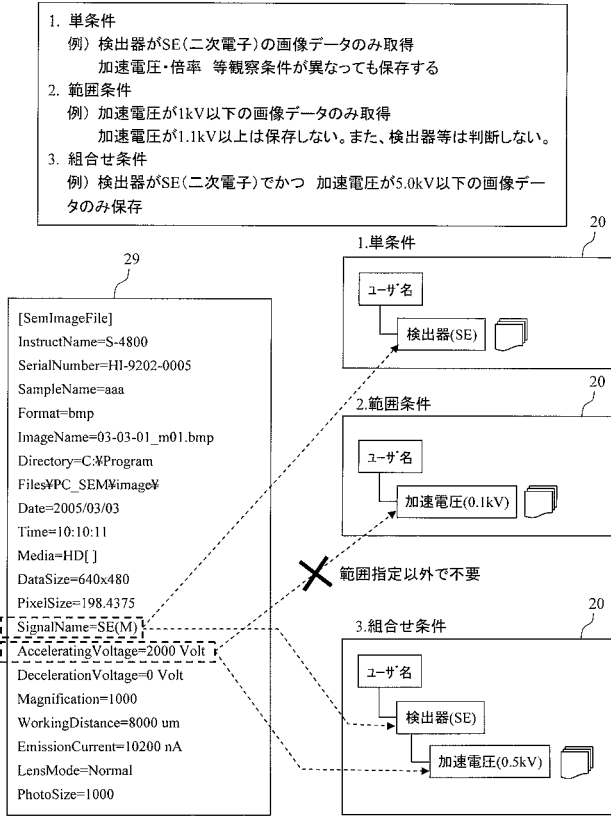 1. 単条件
例) 検出器がSE(二次電子)の画像データのみ取得
加速電圧・倍率 等観察条件が異なっても保存する
2. 範囲条件
例) 加速電圧が1kV以下の画像データのみ取得
加速電圧が1.1kV以上は保存しない。また、検出器等は判断しない。
3. 組合せ条件
例) 検出器がSE(二次電子)でかつ 加速電圧が5.0kV以下の画像デー
タのみ保存
29
[SemImageFile]
InstructName=S-4800
SerialNumber=HI-9202-0005
SampleName=aaa
Format=bmp
ImageName=03-03-01_m01.bmp
Directory=C:¥Program
Files¥PC_SEM¥image¥
Date=2005/03/03
Time=10:10:11
Media=HD[ ]
DataSize=640x480
PixelSize=198.4375
SignalName=SE(M)
AcceleratingVoltage=2000 Volt
DecelerationVoltage=0 Volt
Magnification=1000
WorkingDistance=8000 um
EmissionCurrent=10200 nA
LensMode=Normal
PhotoSize=1000
1.単条件
20
ユーザ名
検出器(SE)
2.範囲条件
20
ユーザ名
加速電圧(0.1kV)
範囲指定以外で不要
3.組合せ条件
20
ユーザ名
検出器(SE)
加速電圧(0.5kV)